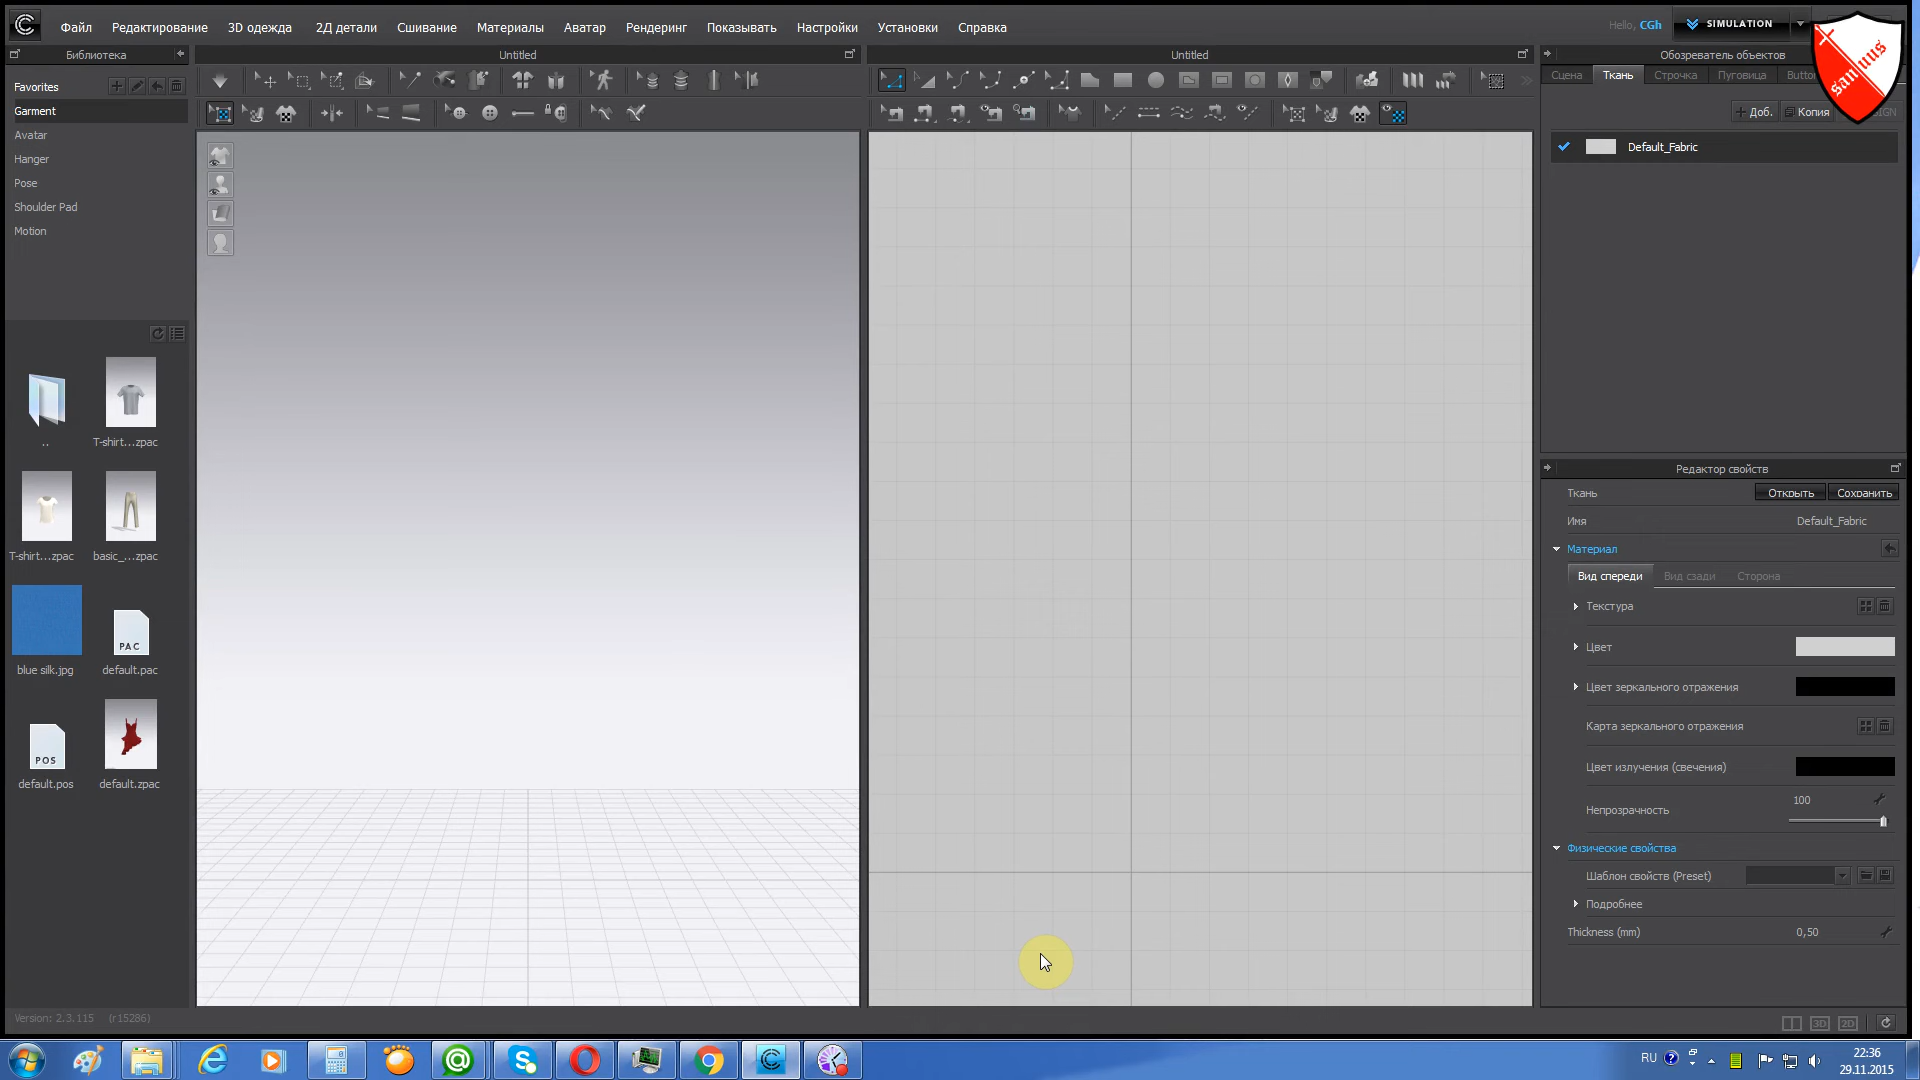 Файл Редактирование 3D одежда 2Д детали Сшивание Материалы Аватар Рендеринг Показывать Настройки Установки Справка
Hello, CGh SIMULATION
Библиотека
Untitled
Untitled
Обозреватель объектов
Сцена Ткань Строчка Пуговица Button
Доб. Копия
Default_Fabric
Favorites
Garment
Avatar
Hanger
Pose
Shoulder Pad
Motion
..
T-shirt...zpac
T-shirt...zpac
basic_...zpac
blue silk.jpg
PAC
default.pac
POS
default.pos
default.zpac
saniuus
Редактор свойств
Ткань Открыть Сохранить
Имя Default_Fabric
Материал
Вид спереди Вид сзади Сторона
Текстура
Цвет
Цвет зеркального отражения
Карта зеркального отражения
Цвет излучения (свечения)
Непрозрачность 100
Физические свойства
Шаблон свойств (Preset)
Подробнее
Thickness (mm) 0,50
Version: 2.3.115 (r15286)
3D 2D
RU
22:36
29.11.2015